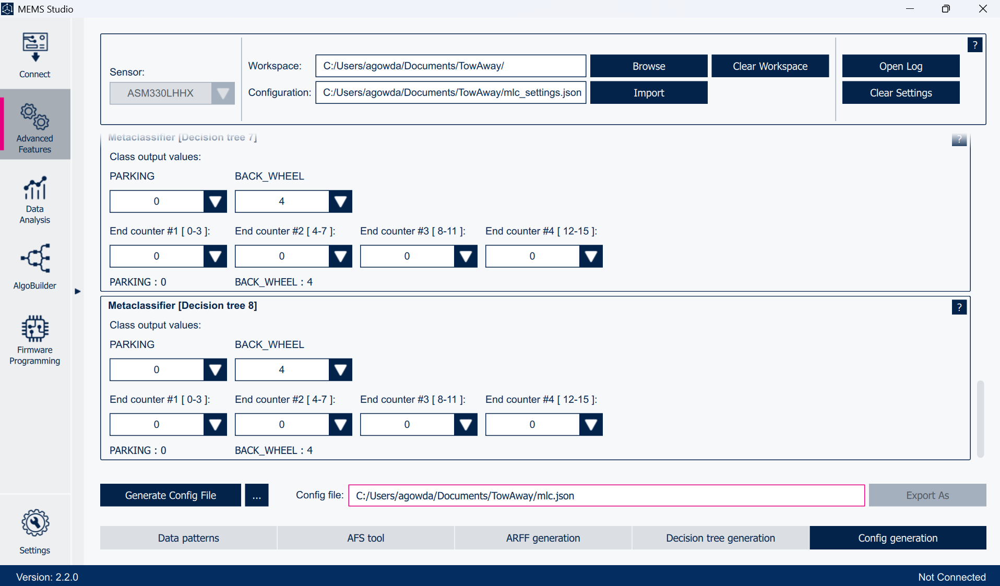 MEMS Studio
Connect
Advanced
Features
Data
Analysis
AlgoBuilder
Firmware
Programming
Settings
Sensor:
ASM330LHHX
Workspace:
C:/Users/agowda/Documents/TowAway/
Browse
Clear Workspace
Configuration:
C:/Users/agowda/Documents/TowAway/mlc_settings.json
Import
Open Log
Clear Settings
?
Metaclassifier [Decision tree 7]
?
Class output values:
PARKING BACK_WHEEL
0 4
End counter #1 [ 0-3 ]: End counter #2 [ 4-7 ]: End counter #3 [ 8-11 ]: End counter #4 [ 12-15 ]:
0 0 0 0
PARKING : 0 BACK_WHEEL : 4
Metaclassifier [Decision tree 8]
?
Class output values:
PARKING BACK_WHEEL
0 4
End counter #1 [ 0-3 ]: End counter #2 [ 4-7 ]: End counter #3 [ 8-11 ]: End counter #4 [ 12-15 ]:
0 0 0 0
PARKING : 0 BACK_WHEEL : 4
Generate Config File ... Config file: C:/Users/agowda/Documents/TowAway/mlc.json Export As
Data patterns AFS tool ARFF generation Decision tree generation Config generation
Version: 2.2.0 Not Connected